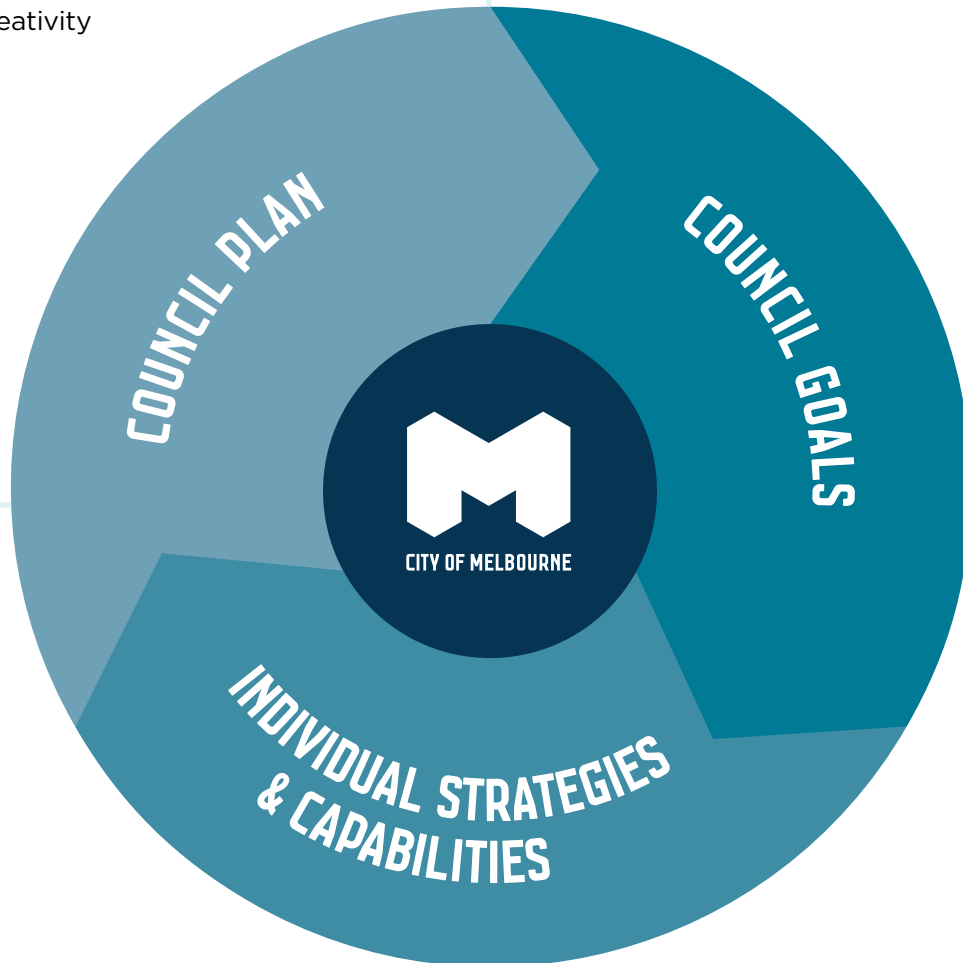 eativity
COUNCIL PLAN
COUNCIL GOALS
CITY OF MELBOURNE
INDIVIDUAL STRATEGIES
& CAPABILITIES